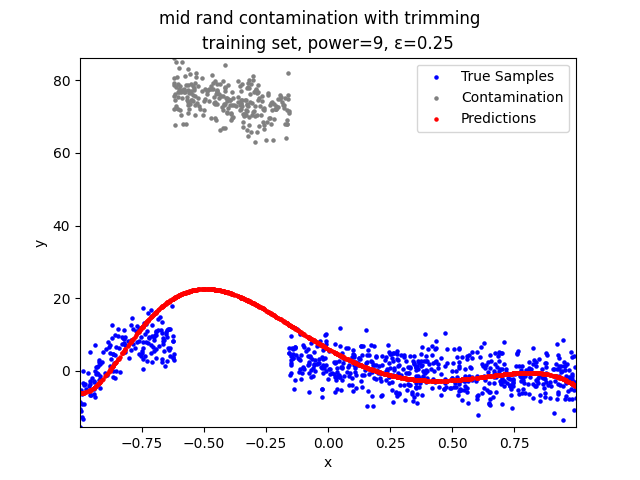 mid rand contamination with trimming
training set, power=9, ε=0.25
True Samples
Contamination
Predictions
80
60
40
20
0
y
−0.75 −0.50 −0.25 0.00 0.25 0.50 0.75
x